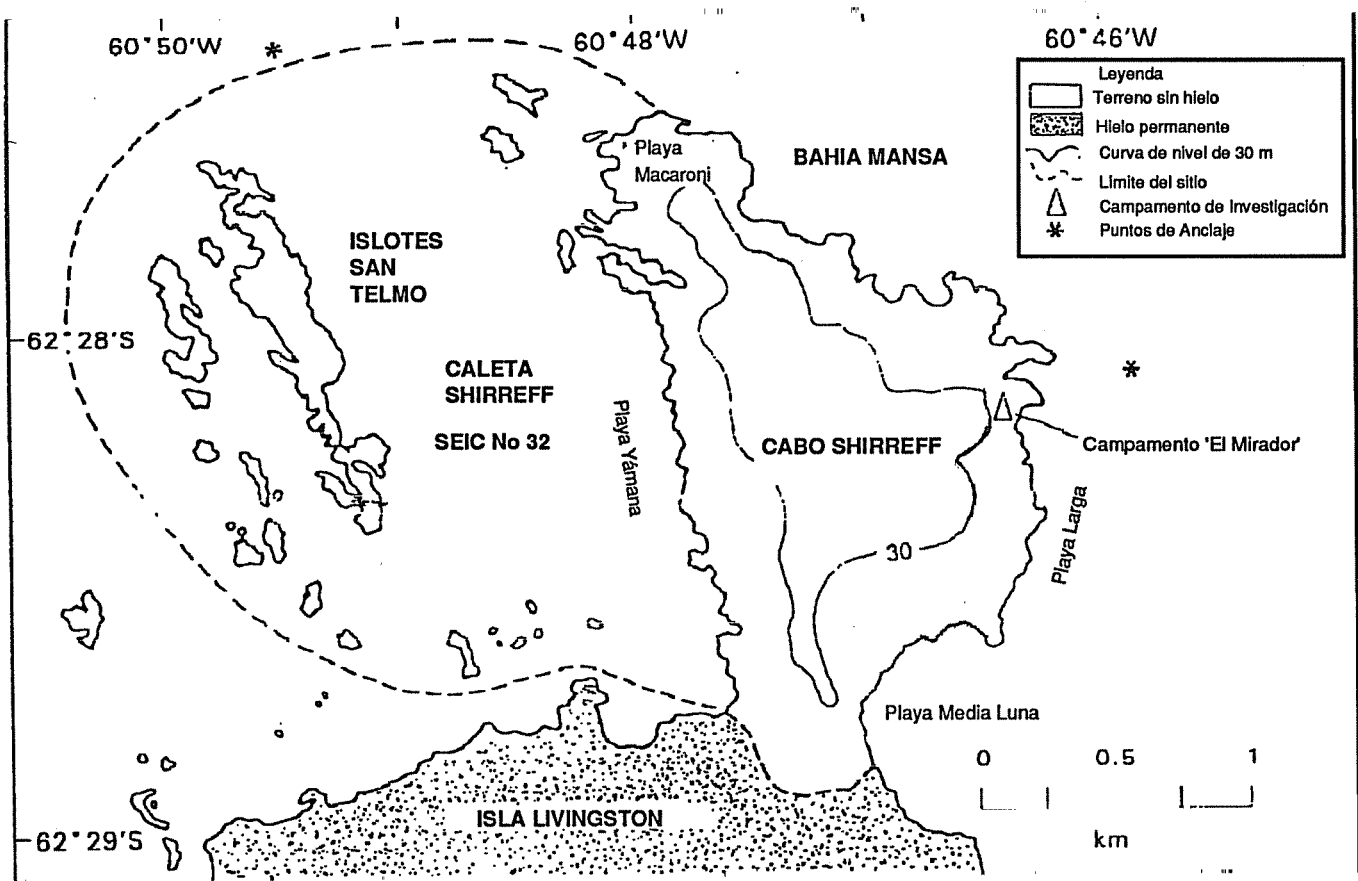 60°50'W
60°48'W
60°46'W
Leyenda
Terreno sin hielo
Hielo permanente
Curva de nivel de 30 m
Limite del sitio
Campamento de Investigación
Puntos de Anclaje
Playa
Macaroni
BAHIA MANSA
ISLOTES
SAN
TELMO
62°28'S
CALETA
SHIRREFF
SEIC No 32
Playa Yámana
CABO SHIRREFF
Campamento 'El Mirador'
Playa Larga
30
Playa Media Luna
0 0.5 1
km
ISLA LIVINGSTON
62°29'S